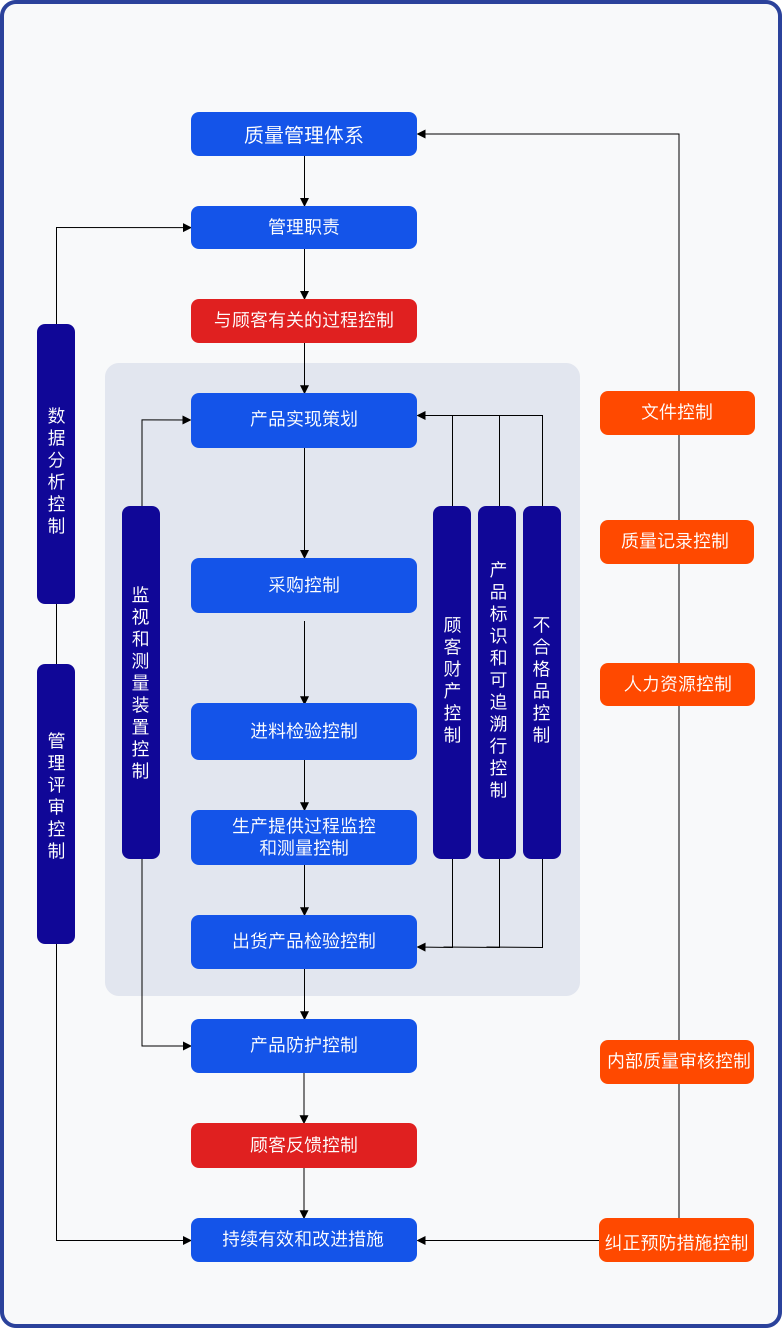 质量管理体系
管理职责
与顾客有关的过程控制
产品实现策划
采购控制
进料检验控制
生产提供过程监控
和测量控制
出货产品检验控制
产品防护控制
顾客反馈控制
持续有效和改进措施
数据分析控制
管理评审控制
监视和测量装置控制
顾客财产控制
产品标识和可追溯行控制
不合格品控制
文件控制
质量记录控制
人力资源控制
内部质量审核控制
纠正预防措施控制